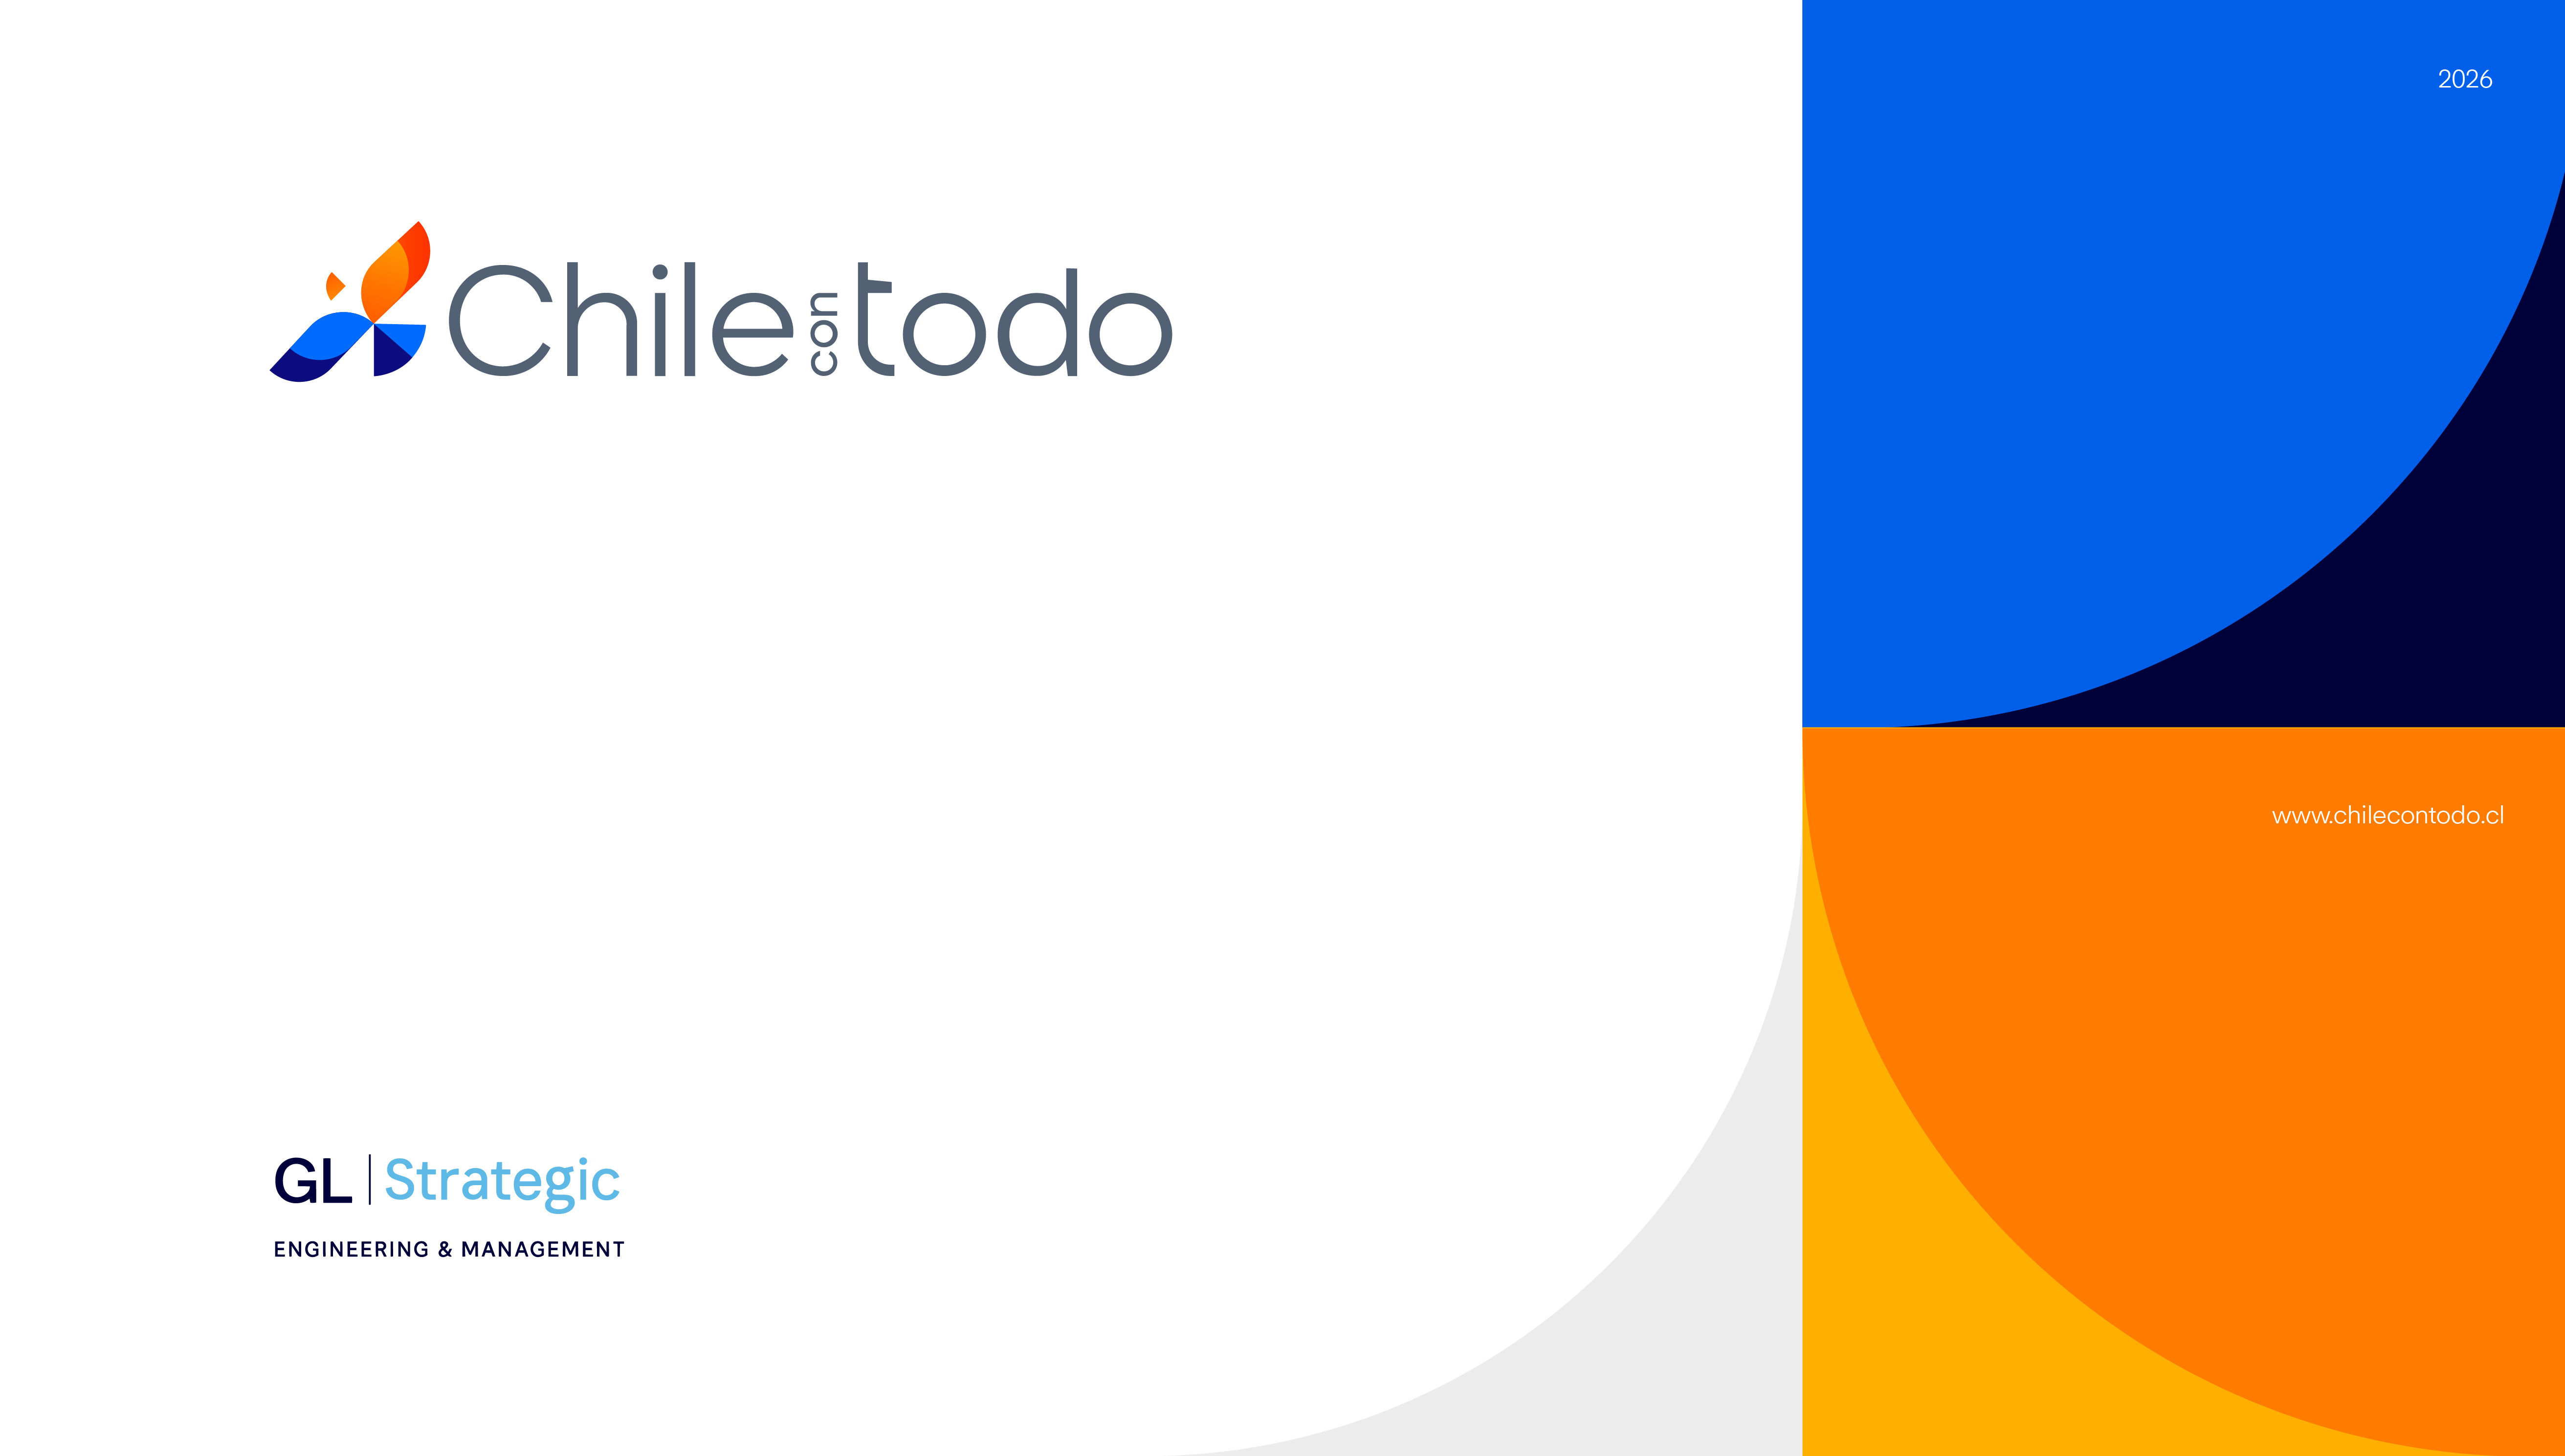 2026
Chile con todo
www.chilecontodo.cl
GL | Strategic
ENGINEERING & MANAGEMENT